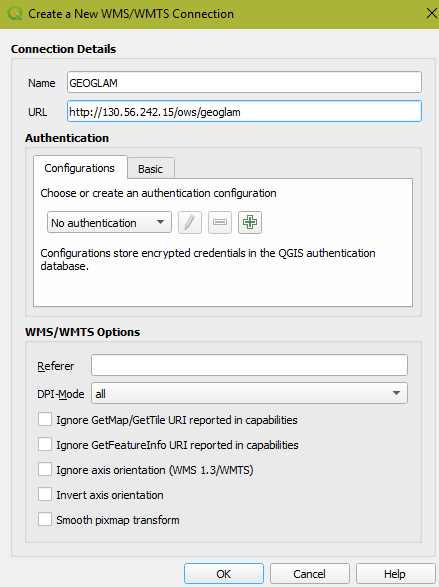 Create a New WMS/WMTS Connection
Connection Details
Name GEOGLAM
URL http://130.56.242.15/ows/geoglam
Authentication
Configurations Basic
Choose or create an authentication configuration
No authentication
Configurations store encrypted credentials in the QGIS authentication
database.
WMS/WMTS Options
Referer
DPI-Mode all
Ignore GetMap/GetTile URI reported in capabilities
Ignore GetFeatureInfo URI reported in capabilities
Ignore axis orientation (WMS 1.3/WMTS)
Invert axis orientation
Smooth pixmap transform
OK Cancel Help